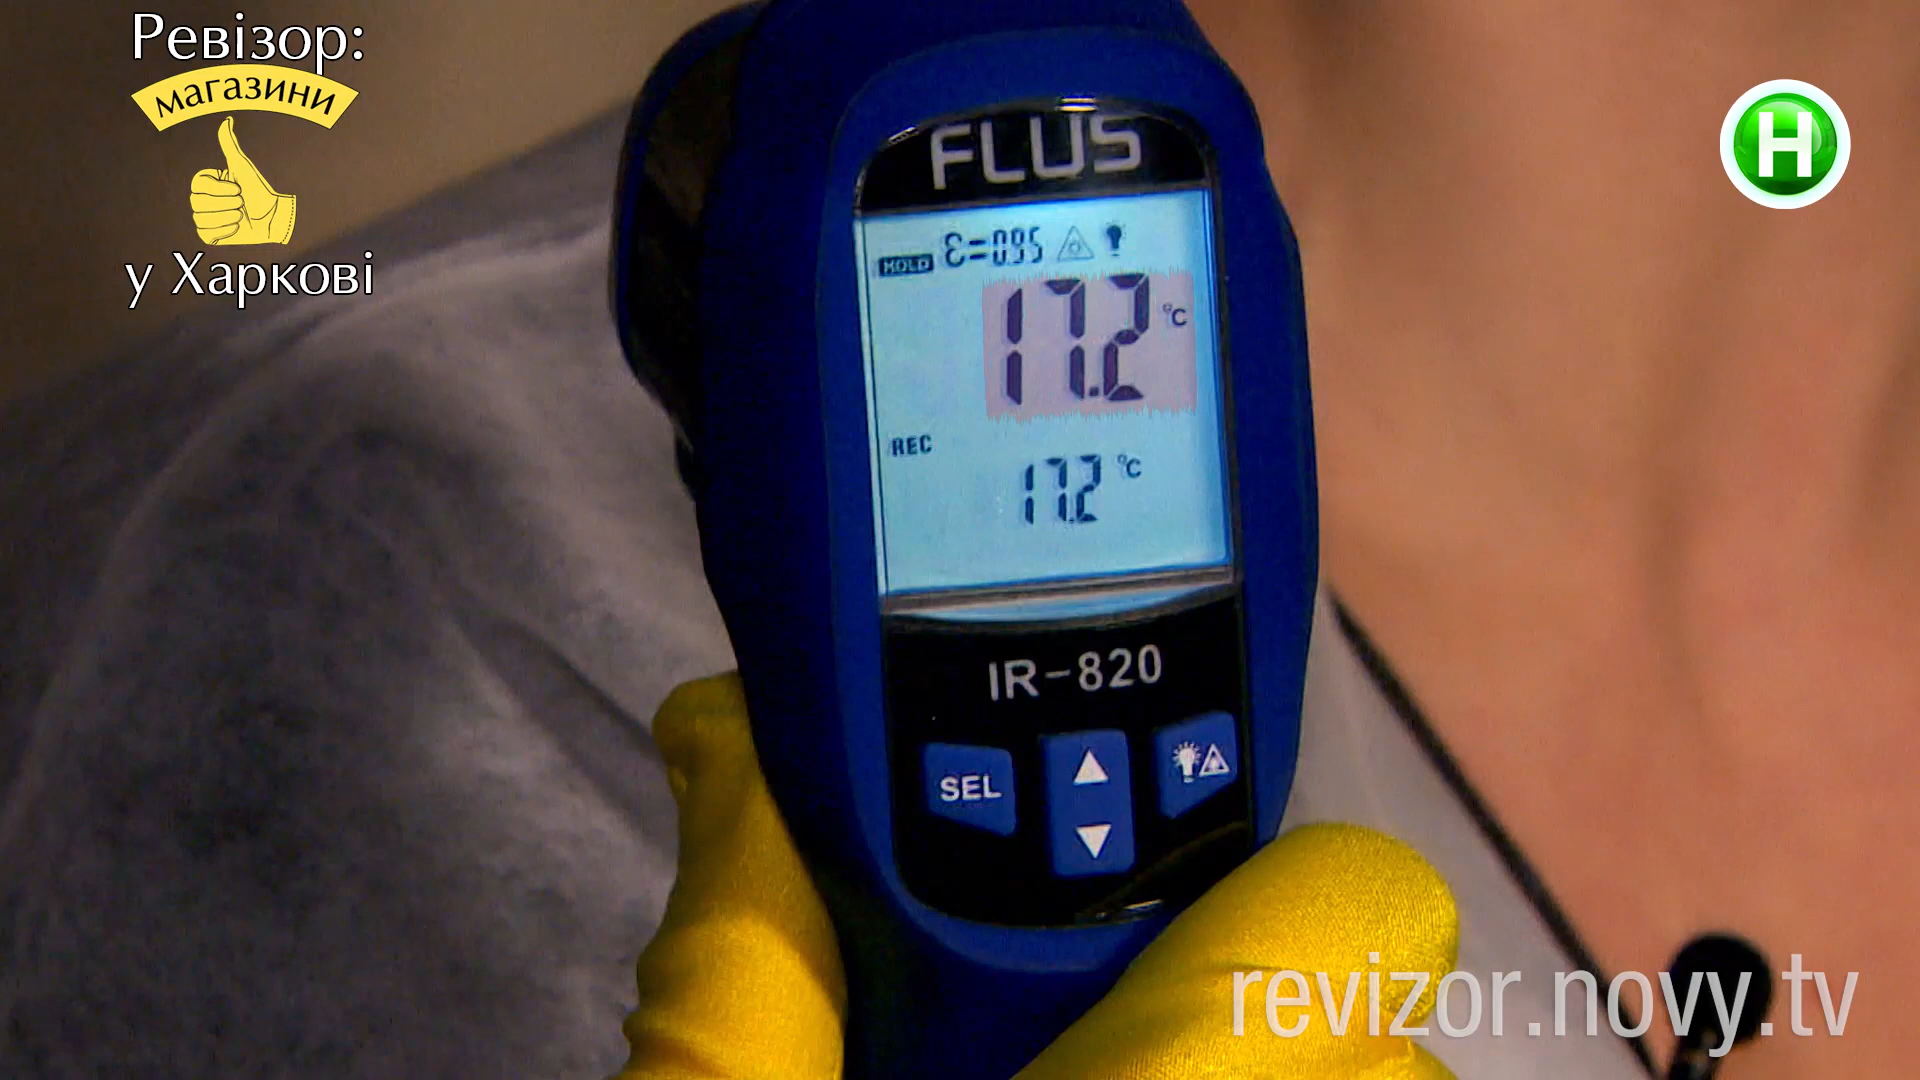 Ревізор:
магазини
у Харкові
H
FLUS
HOLD ε=0.95
17.2 °C
REC
17.2 °C
IR-820
SEL
revizor.novy.tv